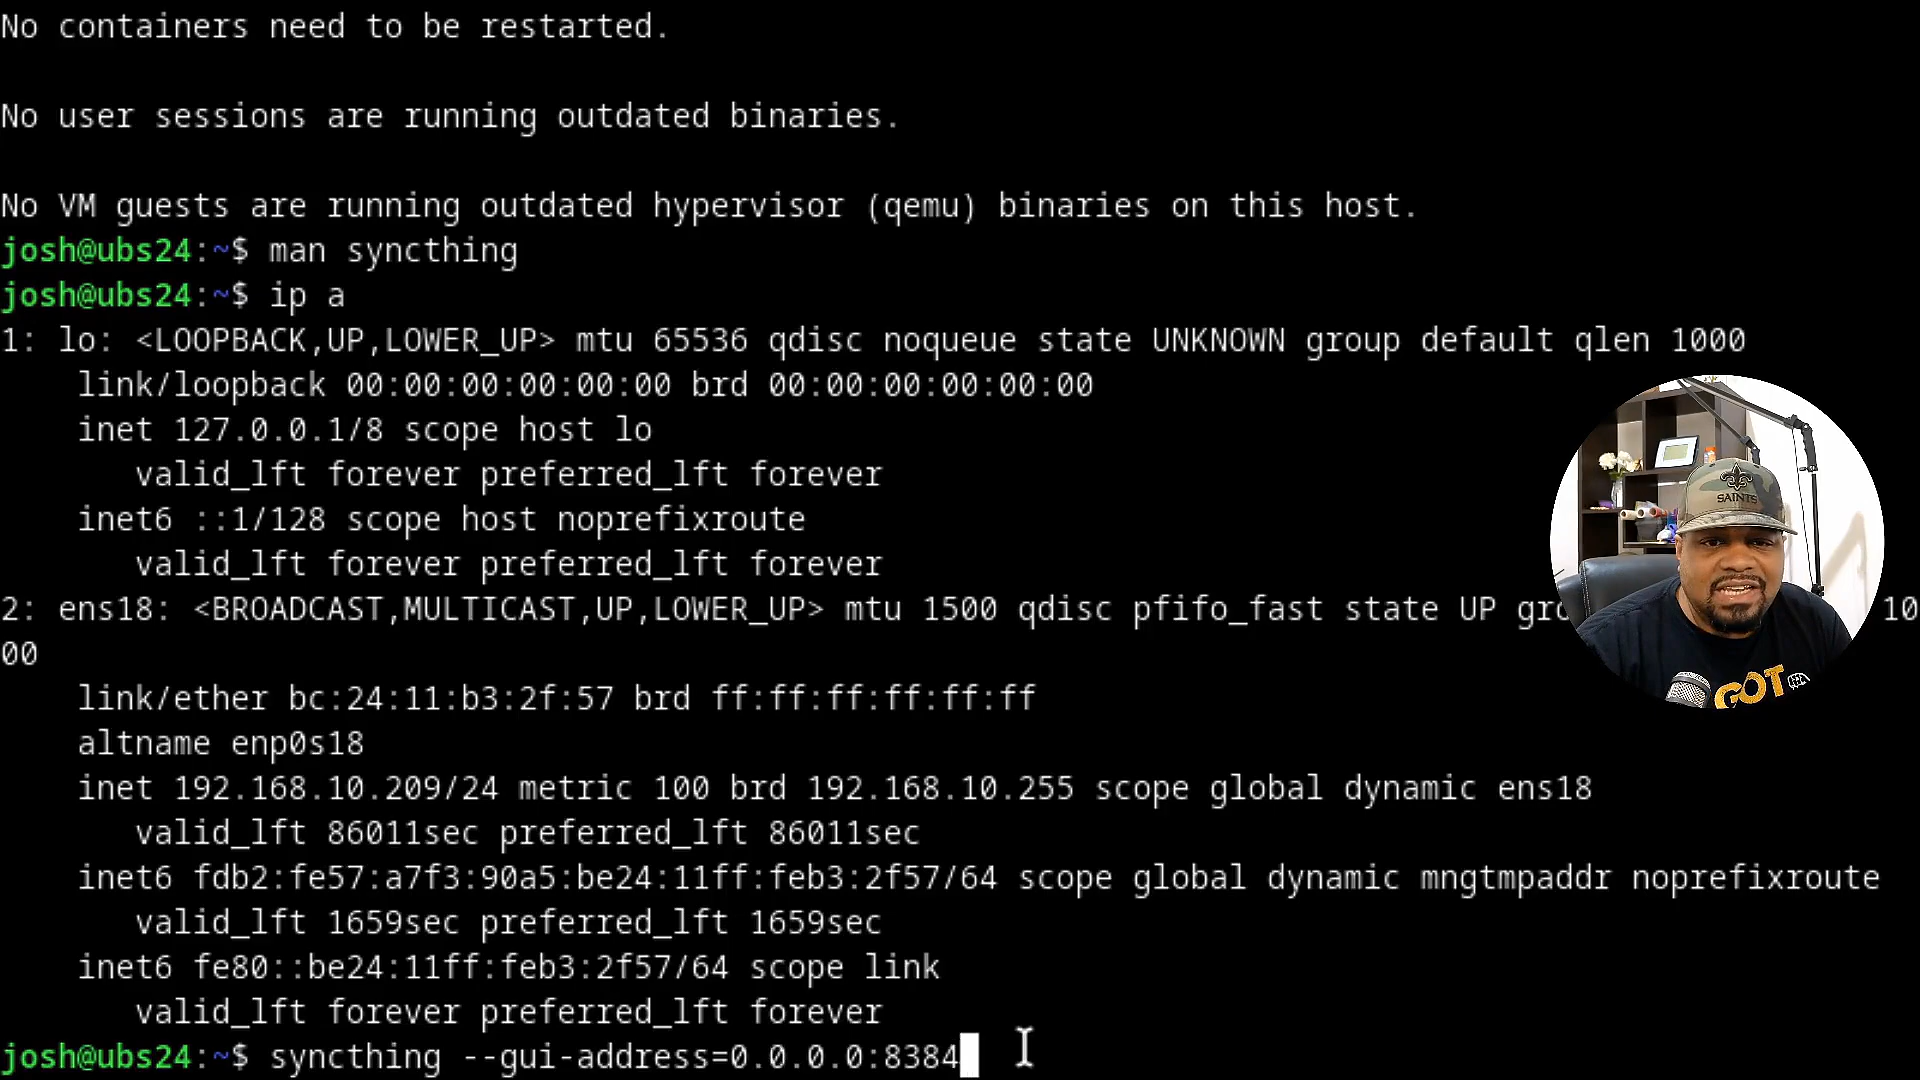 No containers need to be restarted.
No user sessions are running outdated binaries.
No VM guests are running outdated hypervisor (qemu) binaries on this host.
josh@ubs24:~$ man syncthing
josh@ubs24:~$ ip a
1: lo: <LOOPBACK,UP,LOWER_UP> mtu 65536 qdisc noqueue state UNKNOWN group default qlen 1000
    link/loopback 00:00:00:00:00:00 brd 00:00:00:00:00:00
    inet 127.0.0.1/8 scope host lo
       valid_lft forever preferred_lft forever
    inet6 ::1/128 scope host noprefixroute
       valid_lft forever preferred_lft forever
2: ens18: <BROADCAST,MULTICAST,UP,LOWER_UP> mtu 1500 qdisc pfifo_fast state UP gro 10
00
    link/ether bc:24:11:b3:2f:57 brd ff:ff:ff:ff:ff:ff
    altname enp0s18
    inet 192.168.10.209/24 metric 100 brd 192.168.10.255 scope global dynamic ens18
       valid_lft 86011sec preferred_lft 86011sec
    inet6 fdb2:fe57:a7f3:90a5:be24:11ff:feb3:2f57/64 scope global dynamic mngtmpaddr noprefixroute
       valid_lft 1659sec preferred_lft 1659sec
    inet6 fe80::be24:11ff:feb3:2f57/64 scope link
       valid_lft forever preferred_lft forever
josh@ubs24:~$ syncthing --gui-address=0.0.0.0:8384
SAINTS
GOT